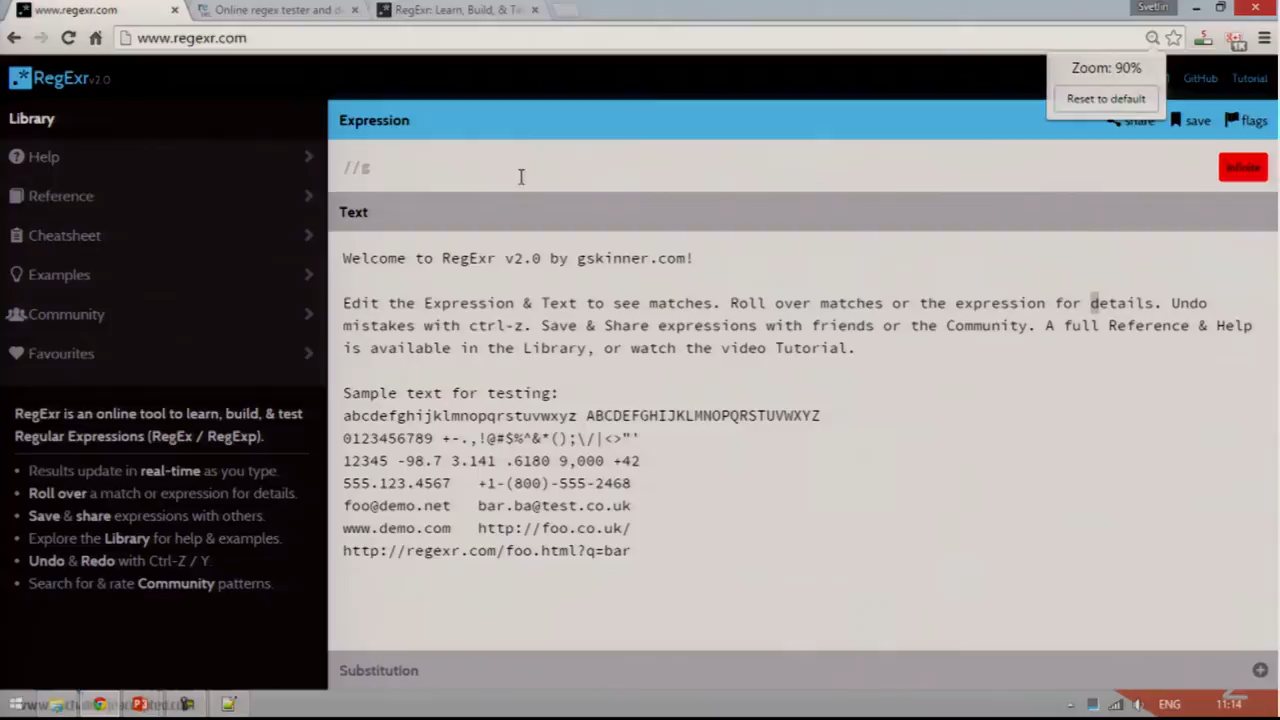 www.regexr.com
Online regex tester and d
RegExr: Learn, Build, & Te
Svetlin
www.regexr.com
Zoom: 90%
Reset to default
RegExr v2.0
GitHub
Tutorial
Library
Expression
share
save
flags
Help
//g
infinite
Reference
Text
Cheatsheet
Welcome to RegExr v2.0 by gskinner.com!
Examples
Edit the Expression & Text to see matches. Roll over matches or the expression for details. Undo
mistakes with ctrl-z. Save & Share expressions with friends or the Community. A full Reference & Help
is available in the Library, or watch the video Tutorial.
Community
Favourites
Sample text for testing:
abcdefghijklmnopqrstuvwxyz ABCDEFGHIJKLMNOPQRSTUVWXYZ
0123456789 +-.,!@#$%^&*();\/|<>"'
12345 -98.7 3.141 .6180 9,000 +42
555.123.4567 +1-(800)-555-2468
foo@demo.net bar.ba@test.co.uk
www.demo.com http://foo.co.uk/
http://regexr.com/foo.html?q=bar
RegExr is an online tool to learn, build, & test
Regular Expressions (RegEx / RegExp).
Results update in real-time as you type.
Roll over a match or expression for details.
Save & share expressions with others.
Explore the Library for help & examples.
Undo & Redo with Ctrl-Z / Y.
Search for & rate Community patterns.
Substitution
ENG
11:14